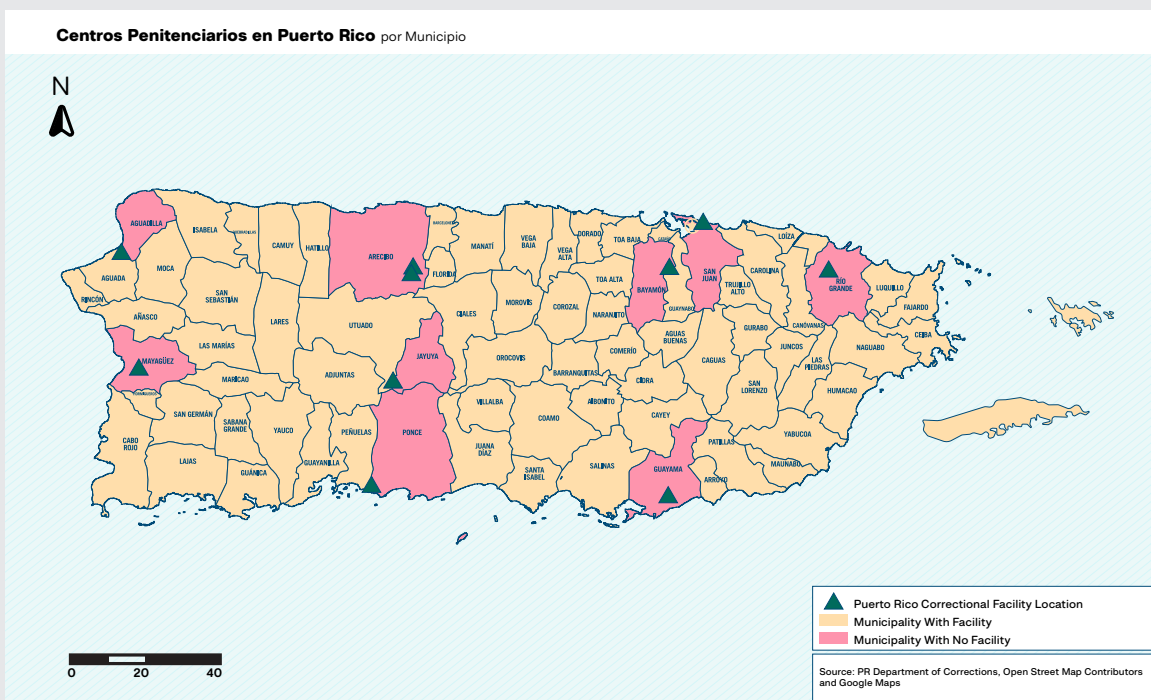 Centros Penitenciarios en Puerto Rico por Municipio
N
AGUADILLA
ISABELA
CAMUY
HATILLO
ARECIBO
BARCELONETA
FLORIDA
MANATÍ
VEGA
BAJA
VEGA
ALTA
DORADO
TOA BAJA
TOA ALTA
BAYAMÓN
GUAYNABO
SAN
JUAN
TRUJILLO
ALTO
CAROLINA
LOÍZA
CANÓVANAS
RÍO
GRANDE
LUQUILLO
FAJARDO
CEIBA
NAGUABO
AGUADA
MOCA
RINCÓN
AÑASCO
SAN
SEBASTIÁN
LARES
UTUADO
CIALES
MOROVIS
COROZAL
NARANJITO
AGUAS
BUENAS
GURABO
JUNCOS
LAS
PIEDRAS
HUMACAO
MAYAGÜEZ
LAS MARÍAS
MARICAO
ADJUNTAS
JAYUYA
OROCOVIS
BARRANQUITAS
COMERÍO
CIDRA
CAGUAS
SAN
LORENZO
YABUCOA
CABO
ROJO
SAN GERMÁN
SABANA
GRANDE
YAUCO
PEÑUELAS
PONCE
VILLALBA
COAMO
AIBONITO
CAYEY
PATILLAS
MAUNABO
LAJAS
GUÁNICA
GUAYANILLA
JUANA
DÍAZ
SANTA
ISABEL
SALINAS
GUAYAMA
ARROYO
Puerto Rico Correctional Facility Location
Municipality With Facility
Municipality With No Facility
Source: PR Department of Corrections, Open Street Map Contributors
and Google Maps
0 20 40